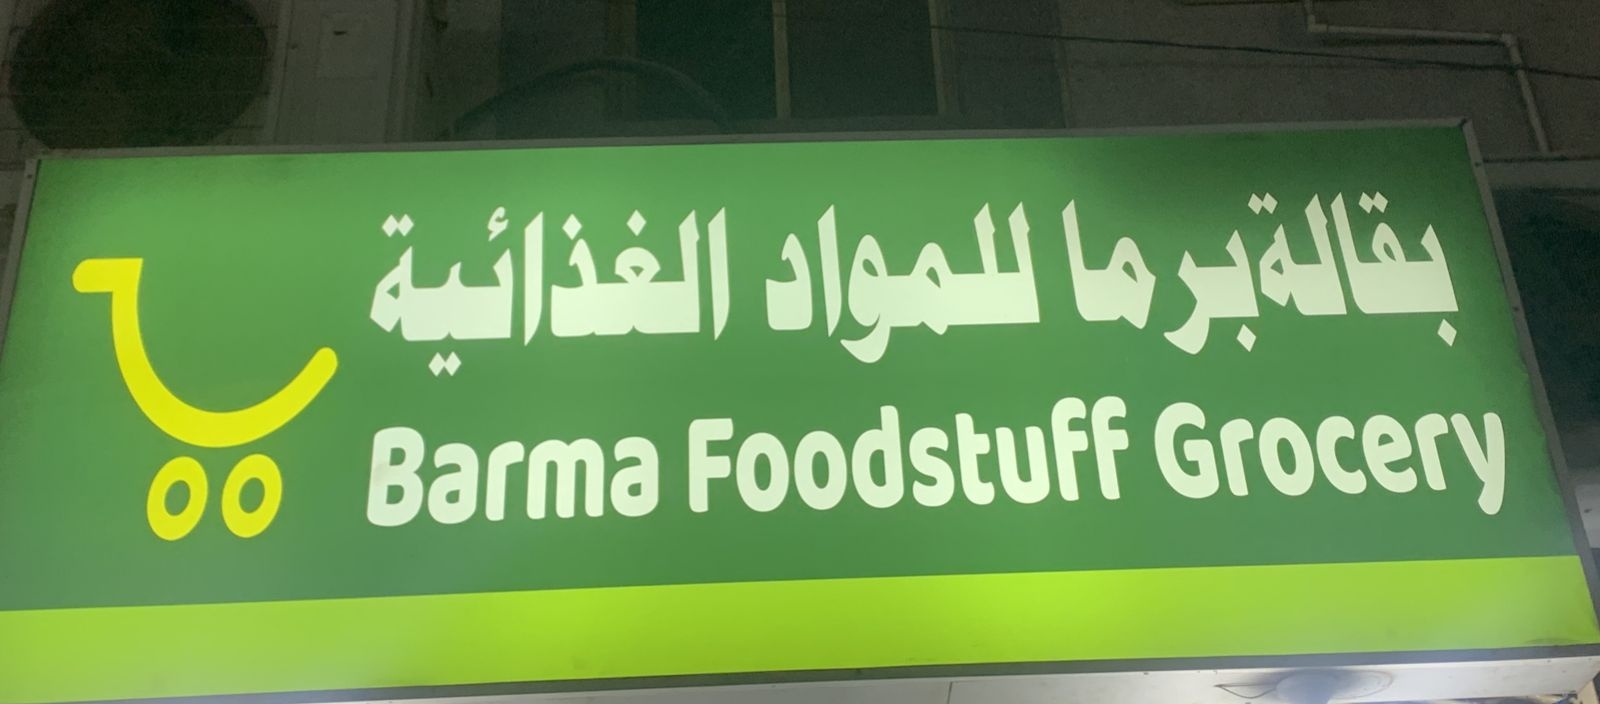 بقالة برما للمواد الغذائية
Barma Foodstuff Grocery